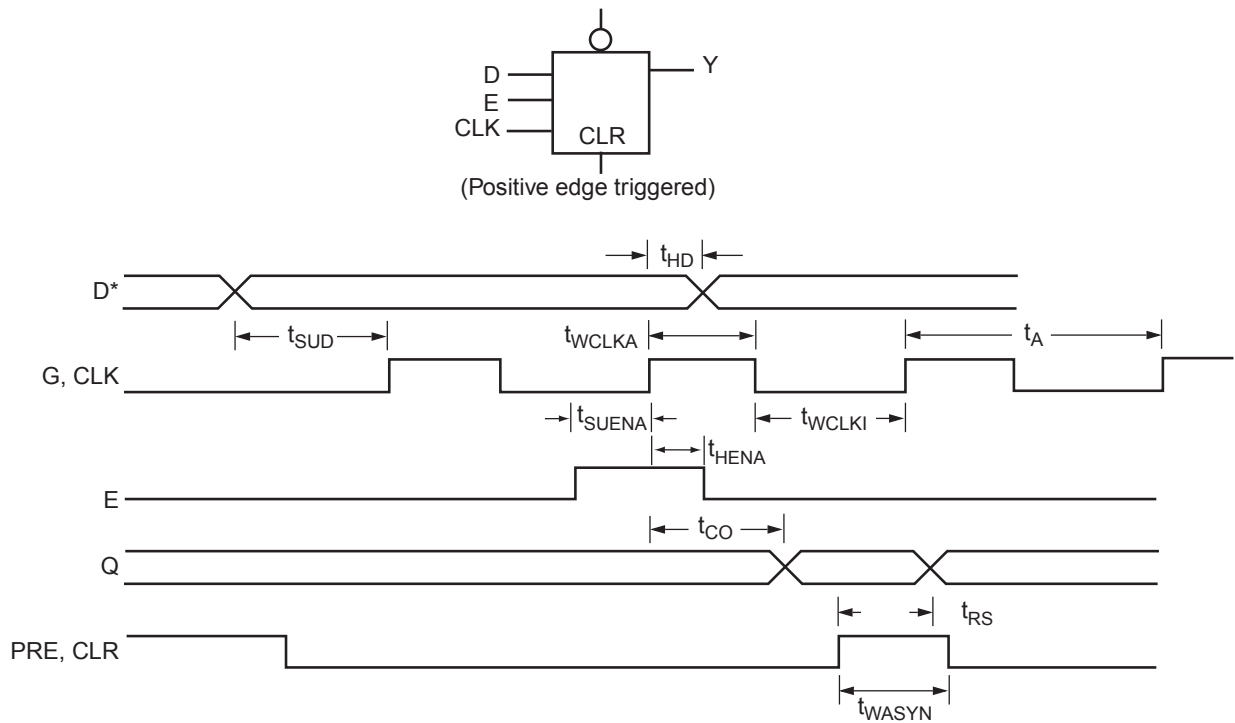 D
Y
E
CLK
CLR
(Positive edge triggered)
tHD
D*
tSUD
tWCLKA
tA
G, CLK
tSUENA
tWCLKI
tHENA
E
tCO
Q
tRS
PRE, CLR
tWASYN